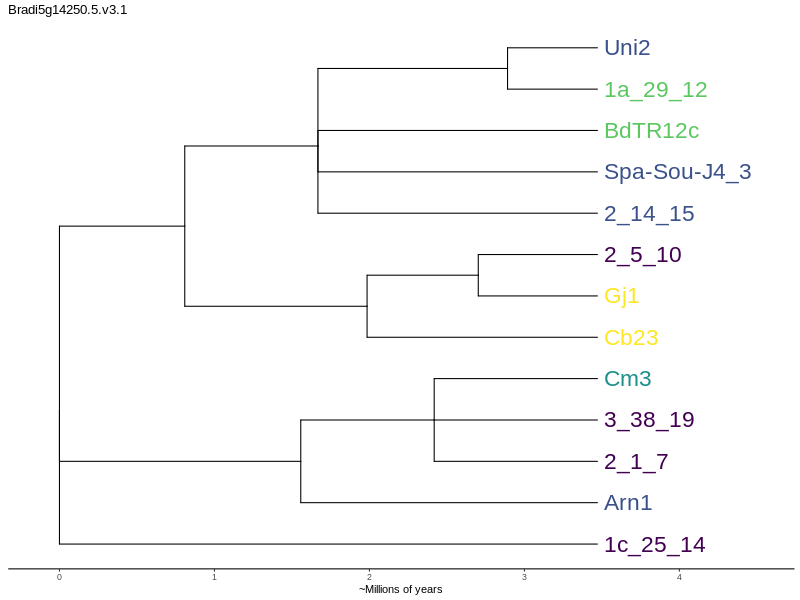 Bradi5g14250.5.v3.1
Uni2
1a_29_12
BdTR12c
Spa-Sou-J4_3
2_14_15
2_5_10
Gj1
Cb23
Cm3
3_38_19
2_1_7
Arn1
1c_25_14
0 1 2 3 4
~Millions of years